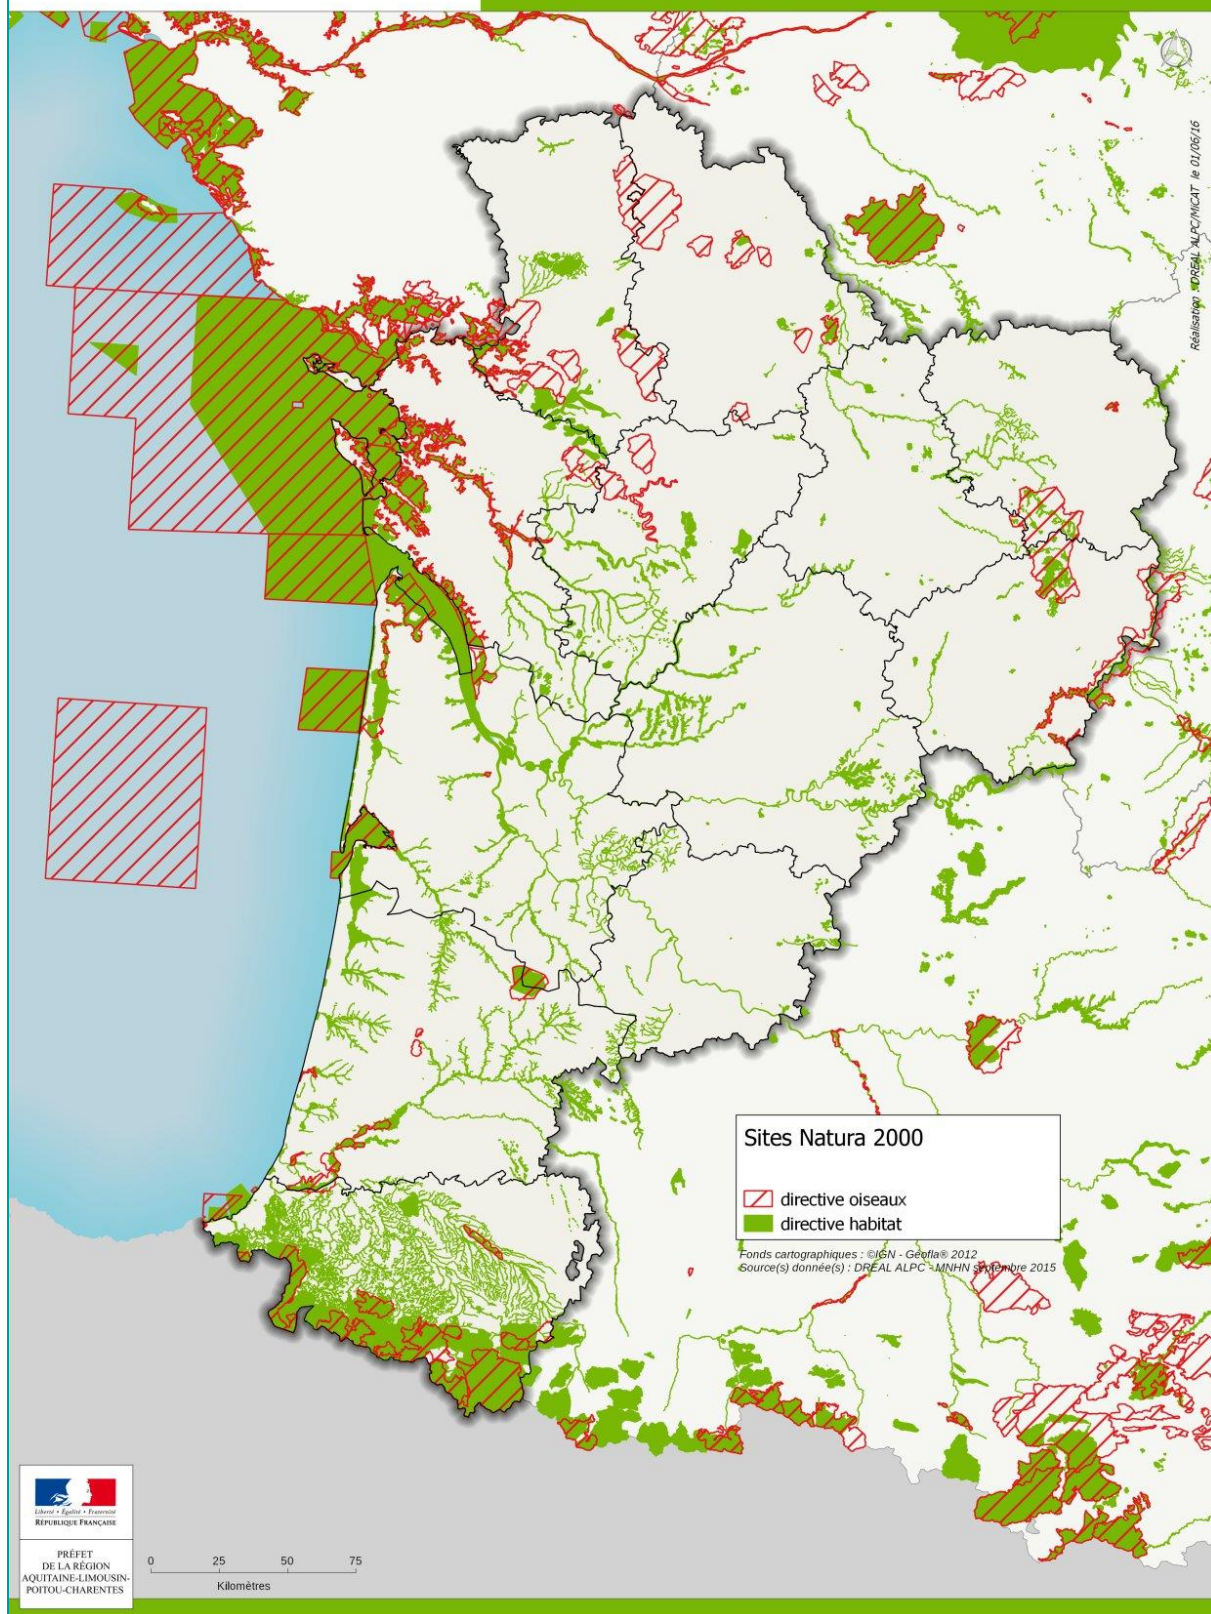 Réalisation : DREAL ALPC/MiCAT le 01/06/16
Sites Natura 2000
directive oiseaux
directive habitat
Fonds cartographiques : ©IGN - Géofla® 2012
Source(s) donnée(s) : DREAL ALPC - MNHN septembre 2015
Liberté • Égalité • Fraternité
RÉPUBLIQUE FRANÇAISE
PRÉFET
DE LA RÉGION
AQUITAINE-LIMOUSIN-
POITOU-CHARENTES
0 25 50 75
Kilomètres